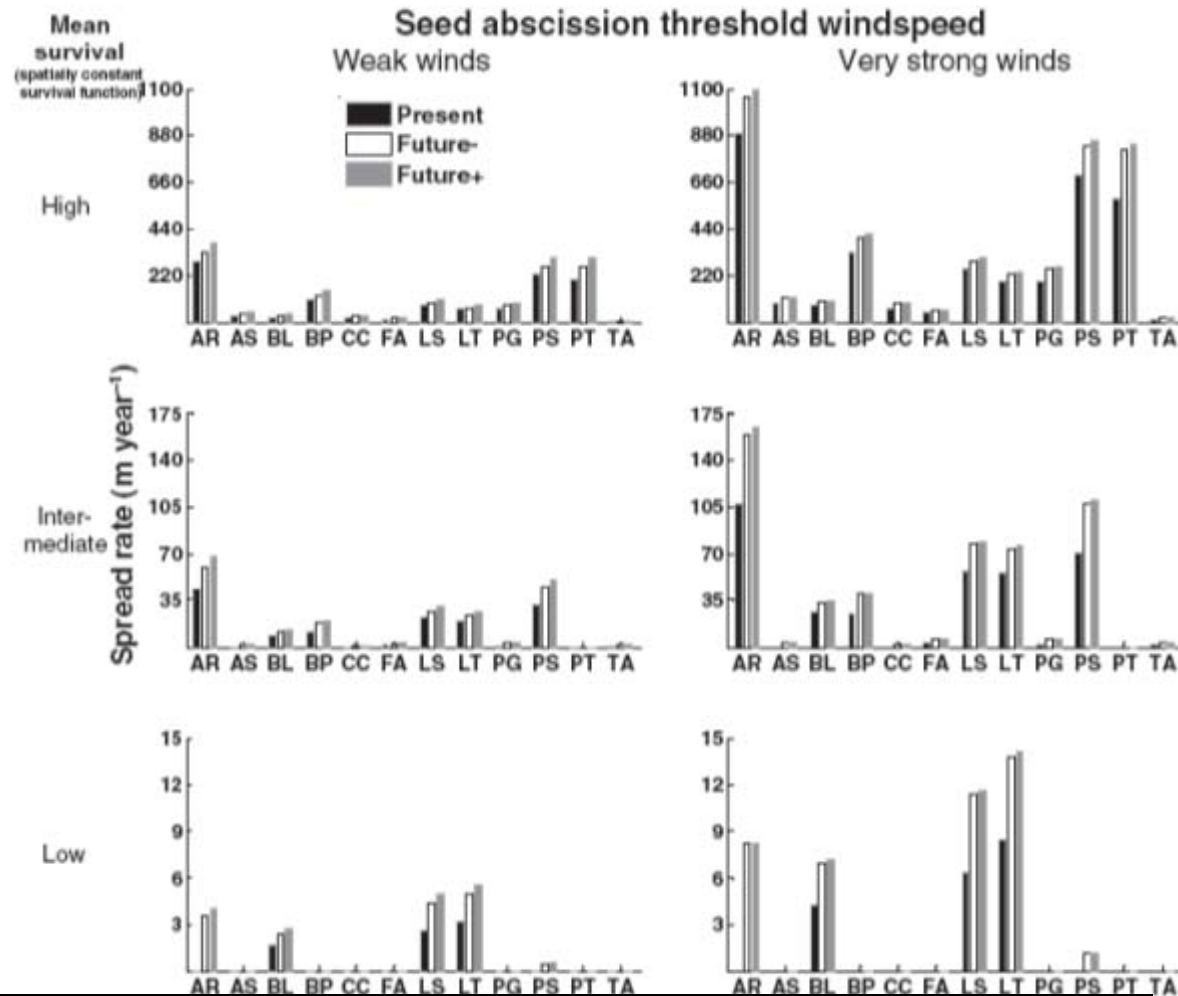 Seed abscission threshold windspeed
Mean
survival
(spatially constant
survival function)
Weak winds
Very strong winds
Present
Future-
Future+
High
1100
880
660
440
220
AR AS BL BP CC FA LS LT PG PS PT TA
1100
880
660
440
220
AR AS BL BP CC FA LS LT PG PS PT TA
Spread rate (m year⁻¹)
Inter-
mediate
175
140
105
70
35
AR AS BL BP CC FA LS LT PG PS PT TA
175
140
105
70
35
AR AS BL BP CC FA LS LT PG PS PT TA
Low
15
12
9
6
3
AR AS BL BP CC FA LS LT PG PS PT TA
15
12
9
6
3
AR AS BL BP CC FA LS LT PG PS PT TA